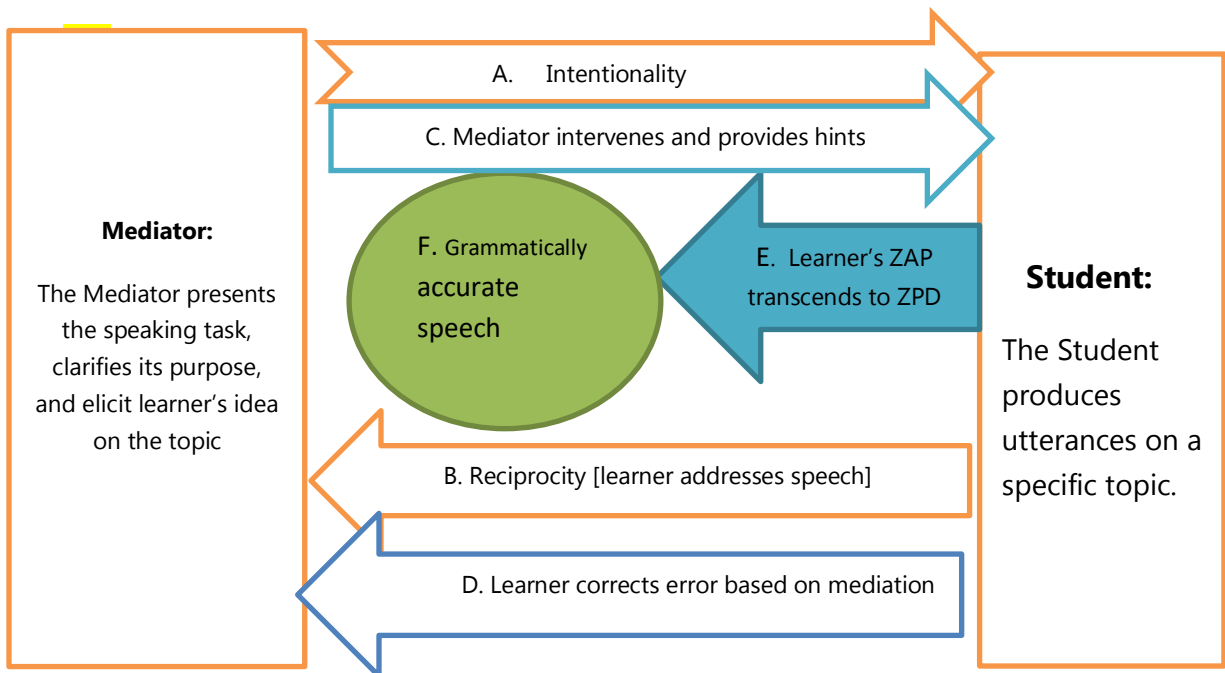 A. Intentionality
C. Mediator intervenes and provides hints
Mediator:
The Mediator presents
the speaking task,
clarifies its purpose,
and elicit learner's idea
on the topic
F. Grammatically
accurate
speech
E. Learner's ZAP
transcends to ZPD
Student:
The Student
produces
utterances on a
specific topic.
B. Reciprocity [learner addresses speech]
D. Learner corrects error based on mediation